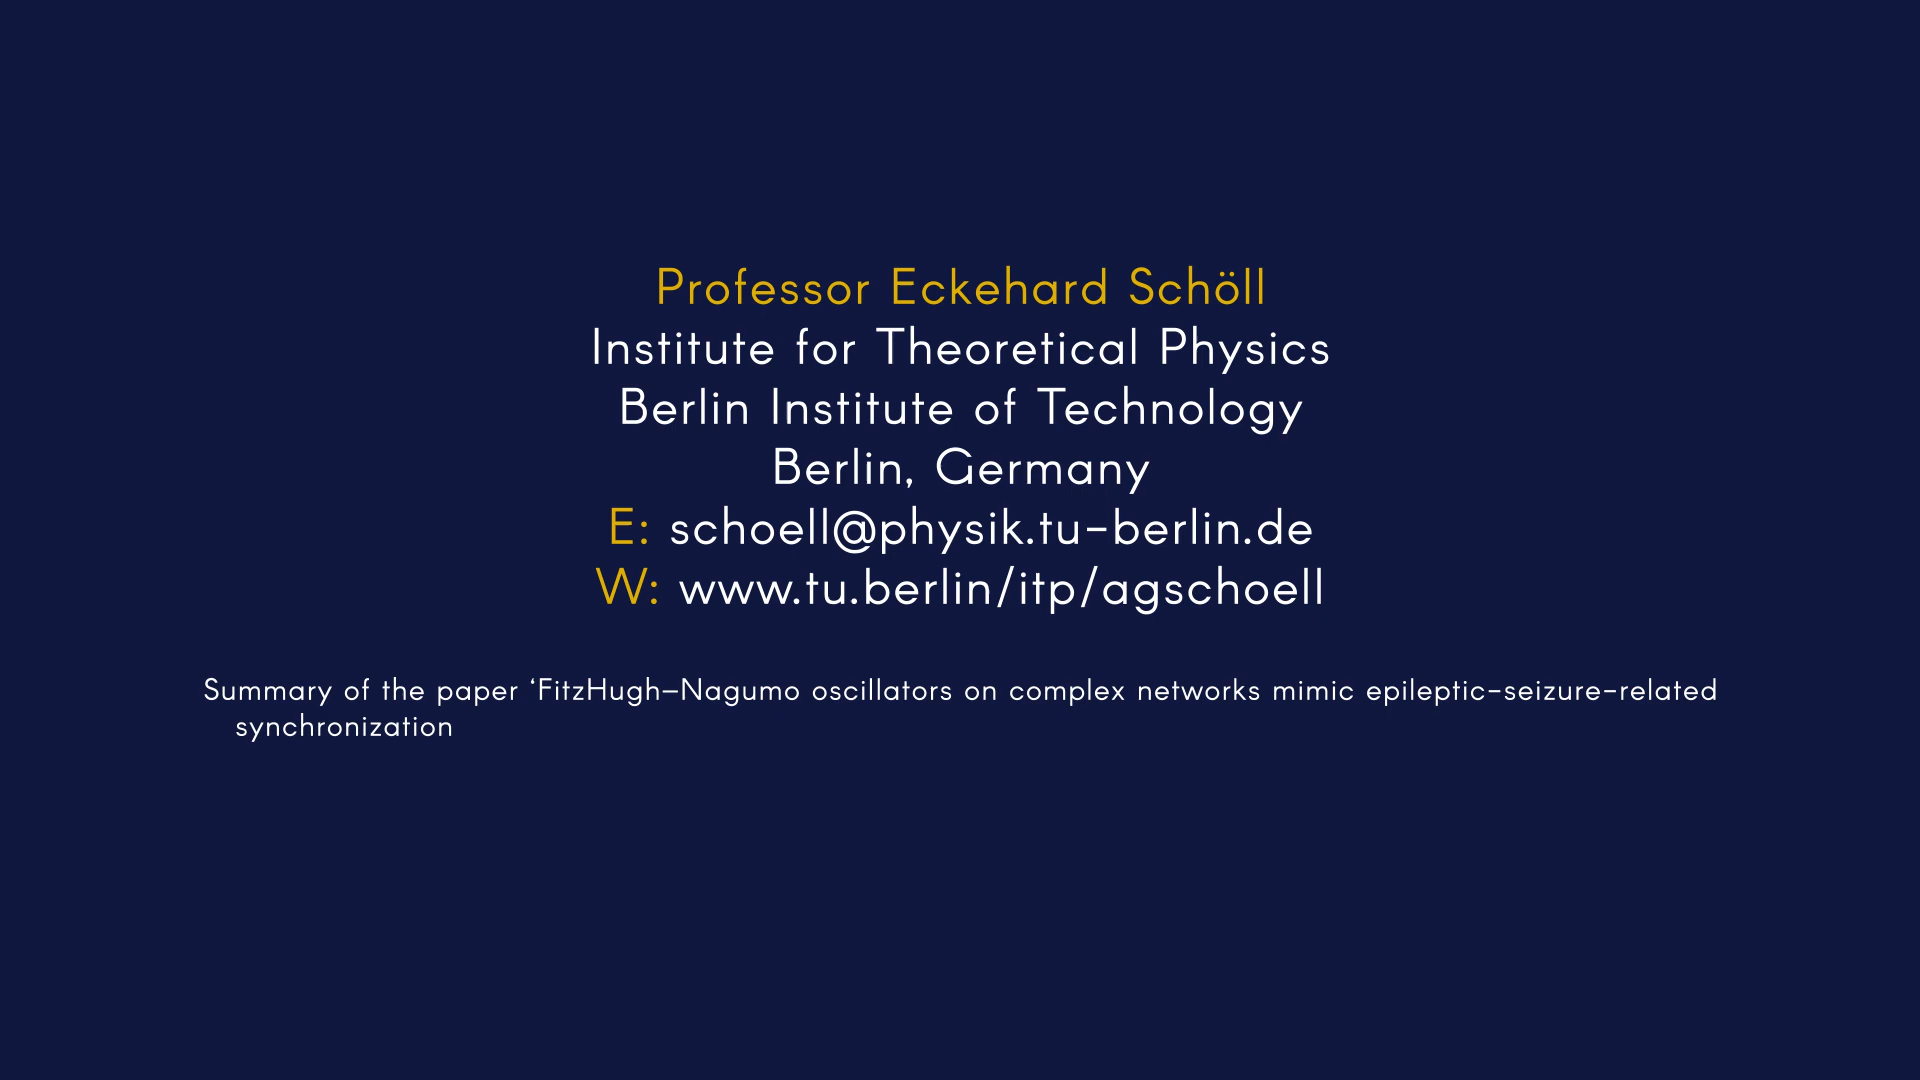 Professor Eckehard Schöll
Institute for Theoretical Physics
Berlin Institute of Technology
Berlin, Germany
E: schoell@physik.tu-berlin.de
W: www.tu.berlin/itp/agschoell
Summary of the paper ‘FitzHugh–Nagumo oscillators on complex networks mimic epileptic-seizure-related
synchronization